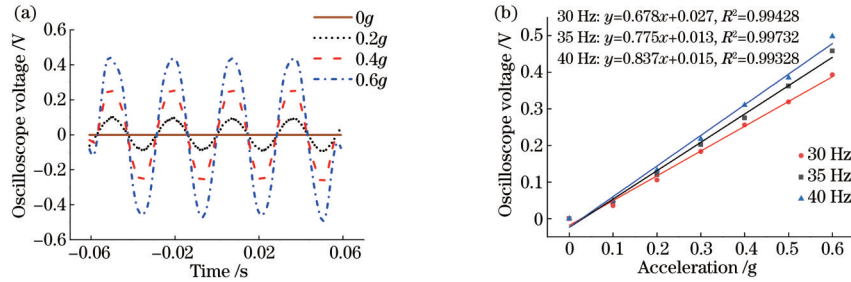 (a)
0g
0.2g
0.4g
0.6g
Oscilloscope voltage/V
0.6
0.4
0.2
0
−0.2
−0.4
−0.6
−0.06
−0.02
0.02
0.06
Time /s
(b)
30 Hz: y=0.678x+0.027, R²=0.99428
35 Hz: y=0.775x+0.013, R²=0.99732
40 Hz: y=0.837x+0.015, R²=0.99328
Oscilloscope voltage/V
0.5
0.4
0.3
0.2
0.1
0
30 Hz
35 Hz
40 Hz
0
0.1
0.2
0.3
0.4
0.5
0.6
Acceleration /g